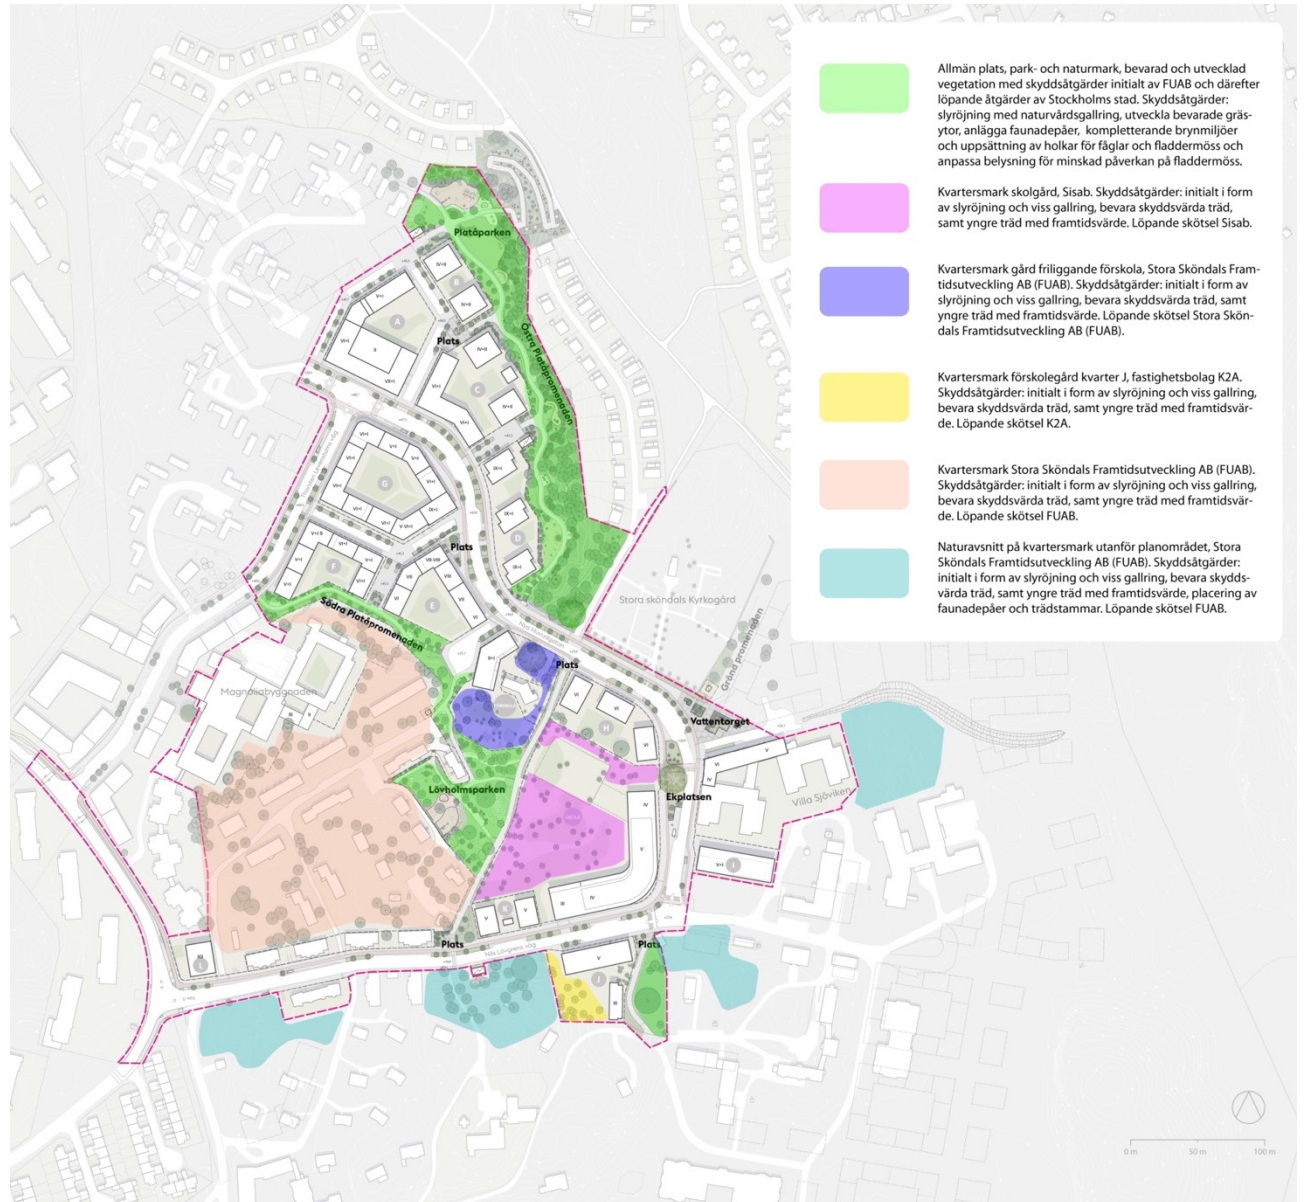 Allmän plats, park- och naturmark, bevarad och utvecklad
vegetation med skyddsåtgärder initialt av FUAB och därefter
löpande åtgärder av Stockholms stad. Skyddsåtgärder:
slyröjning med naturvårdsgallring, utveckla bevarade gräs-
ytor, anlägga faunadepåer, kompletterande brynmiljöer
och uppsättning av holkar för fåglar och fladdermöss och
anpassa belysning för minskad påverkan på fladdermöss.
Kvartersmark skolgård, Sisab. Skyddsåtgärder: initialt i form
av slyröjning och viss gallring, bevara skyddsvärda träd,
samt yngre träd med framtidsvärde. Löpande skötsel Sisab.
Kvartersmark gård friliggande förskola, Stora Sköndals Fram-
tidsutveckling AB (FUAB). Skyddsåtgärder: initialt i form av
slyröjning och viss gallring, bevara skyddsvärda träd, samt
yngre träd med framtidsvärde. Löpande skötsel Stora Skön-
dals Framtidsutveckling AB (FUAB).
Kvartersmark förskolegård kvarter J, fastighetsbolag K2A.
Skyddsåtgärder: initialt i form av slyröjning och viss gallring,
bevara skyddsvärda träd, samt yngre träd med framtidsvär-
de. Löpande skötsel K2A.
Kvartersmark Stora Sköndals Framtidsutveckling AB (FUAB).
Skyddsåtgärder: initialt i form av slyröjning och viss gallring,
bevara skyddsvärda träd, samt yngre träd med framtidsvär-
de. Löpande skötsel FUAB.
Naturavsnitt på kvartersmark utanför planområdet, Stora
Sköndals Framtidsutveckling AB (FUAB). Skyddsåtgärder:
initialt i form av slyröjning och viss gallring, bevara skydds-
värda träd, samt yngre träd med framtidsvärde, placering av
faunadepåer och trädstammar. Löpande skötsel FUAB.
Platåparken
B
A
Plats
Östra Platåpromenaden
C
G
D
Plats
F
E
Stora sköndals Kyrkogård
Södra Platåpromenaden
Gröna promenaden
Plats
Magnoliabyggnaden
Vattentorget
H
Lövholmsparken
Ekplatsen
Villa Sjöviken
I
K
Plats
Nils Lövgrens väg
Plats
L
J
0 m
50 m
100 m